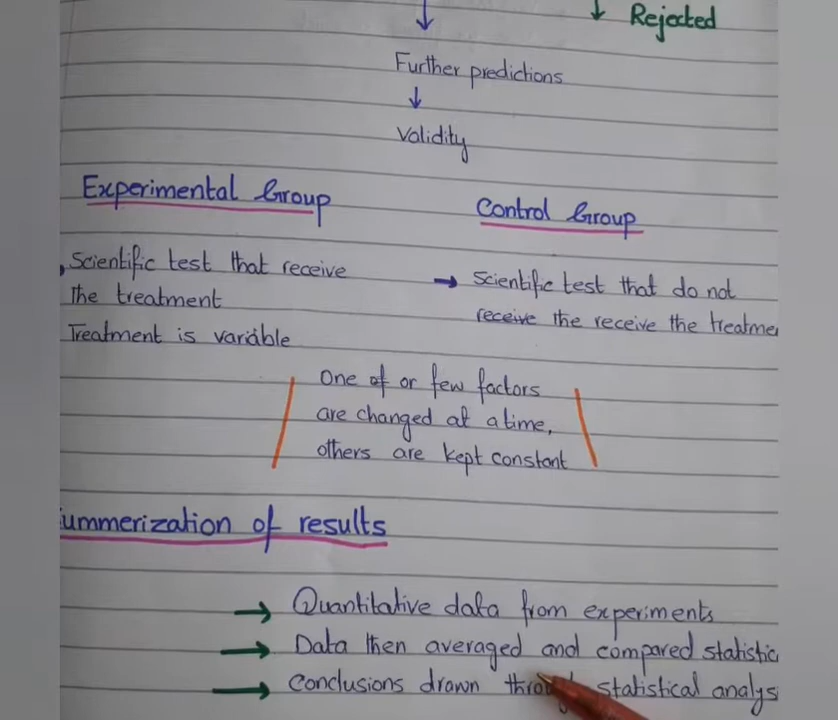 Rejected
Further predictions
Validity
Experimental Group
Control Group
Scientific test that receive
the treatment
Treatment is variable
Scientific test that do not
receive the receive the treatme
One of or few factors
are changed at a time,
others are kept constant
ummerization of results
Quantitative data from experiments
Data then averaged and compared statistic
Conclusions drawn through statistical analys